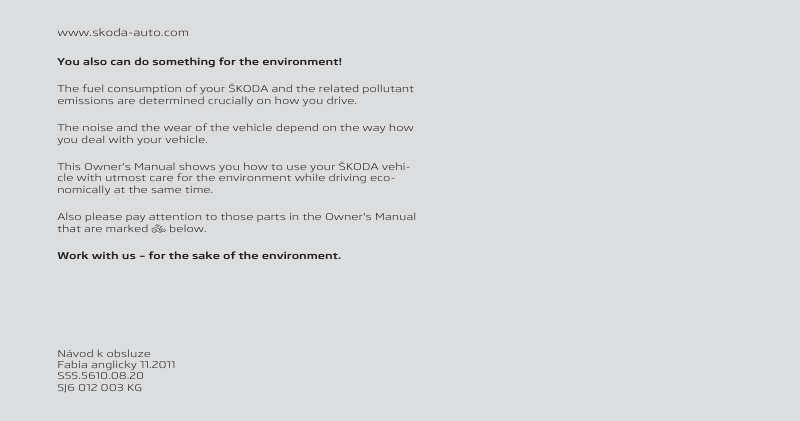 www.skoda-auto.com
You also can do something for the environment!
The fuel consumption of your ŠKODA and the related pollutant
emissions are determined crucially on how you drive.
The noise and the wear of the vehicle depend on the way how
you deal with your vehicle.
This Owner's Manual shows you how to use your ŠKODA vehi-
cle with utmost care for the environment while driving eco-
nomically at the same time.
Also please pay attention to those parts in the Owner's Manual
that are marked below.
Work with us – for the sake of the environment.
Návod k obsluze
Fabia anglicky 11.2011
S55.5610.08.20
5J6 012 003 KG